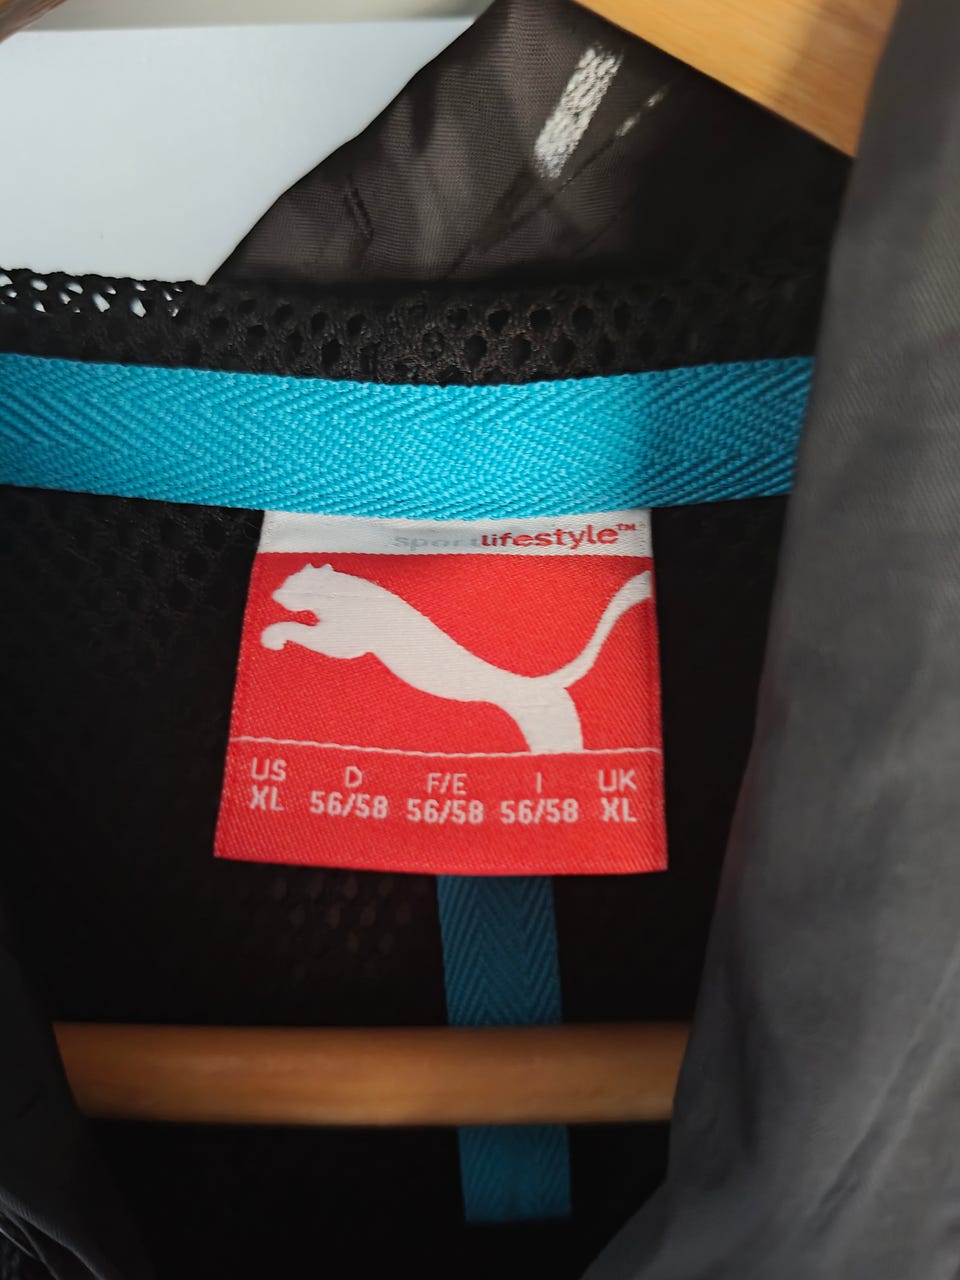 sportlifestyle™
US D F/E I UK
XL 56/58 56/58 56/58 XL